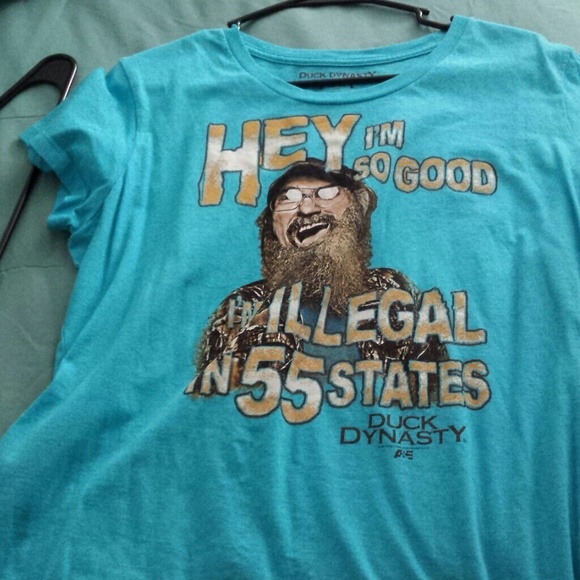 DUCK DYNASTY
HEY I'M
SO GOOD
I'M ILLEGAL
IN 55 STATES
DUCK
DYNASTY
A&E